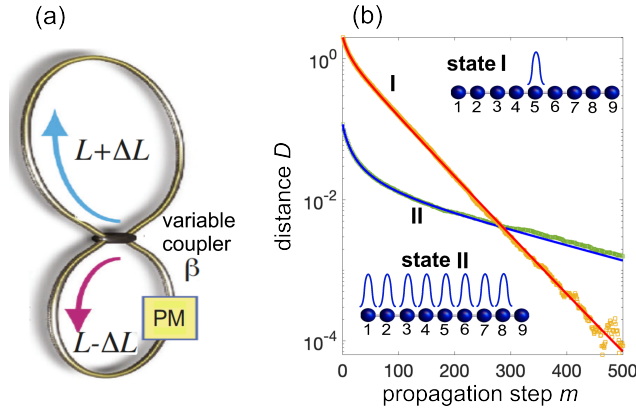 (a)
L+ΔL
variable
coupler
β
PM
L-ΔL
(b)
distance D
10^0
10^-2
10^-4
I
II
state I
1 2 3 4 5 6 7 8 9
state II
1 2 3 4 5 6 7 8 9
0 100 200 300 400 500
propagation step m